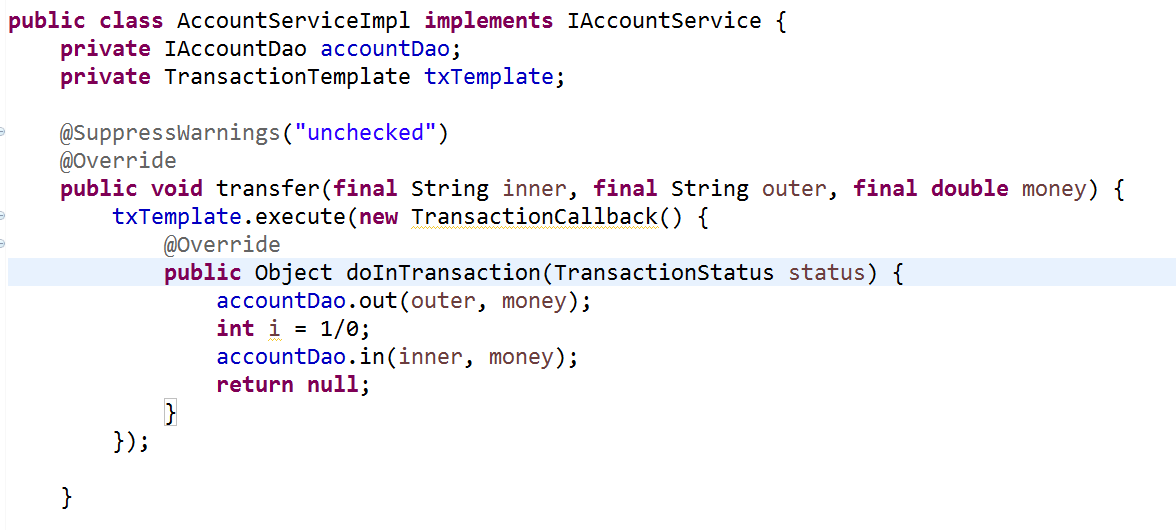 public class AccountServiceImpl implements IAccountService {
    private IAccountDao accountDao;
    private TransactionTemplate txTemplate;
    @SuppressWarnings("unchecked")
    @Override
    public void transfer(final String inner, final String outer, final double money) {
        txTemplate.execute(new TransactionCallback() {
            @Override
            public Object doInTransaction(TransactionStatus status) {
                accountDao.out(outer, money);
                int i = 1/0;
                accountDao.in(inner, money);
                return null;
            }
        });
    }